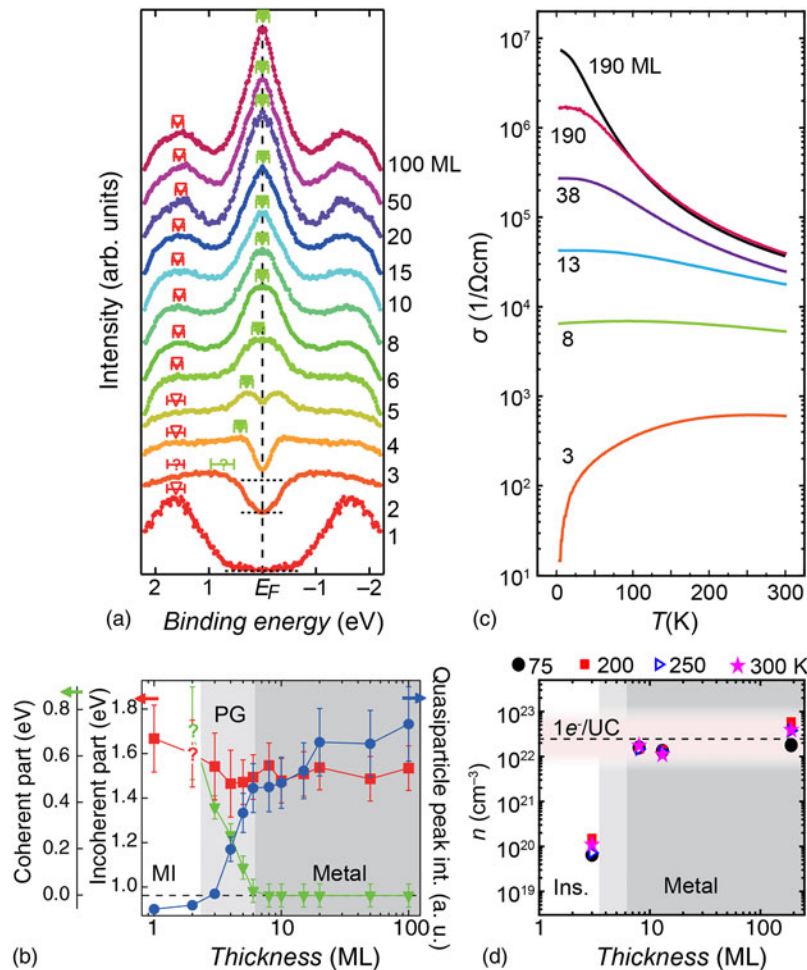 Intensity (arb. units)
100 ML
50
20
15
10
8
6
5
4
3
2
1
? ?
2 1 E_F −1 −2
(a) Binding energy (eV)
σ (1/Ωcm)
10^7
10^6
10^5
10^4
10^3
10^2
10^1
190 ML
190
38
13
8
3
0 100 200 300
(c) T(K)
Coherent part (eV)
0.8
0.6
0.4
0.2
0.0
Incoherent part (eV)
1.8
1.6
1.4
1.2
1.0
Quasiparticle peak int. (a. u.)
PG
?
?
MI Metal
1 10 100
(b) Thickness (ML)
75 200 250 300 K
n (cm^−3)
10^23
10^22
10^21
10^20
10^19
1e^-/UC
Ins. Metal
1 10 100
(d) Thickness (ML)